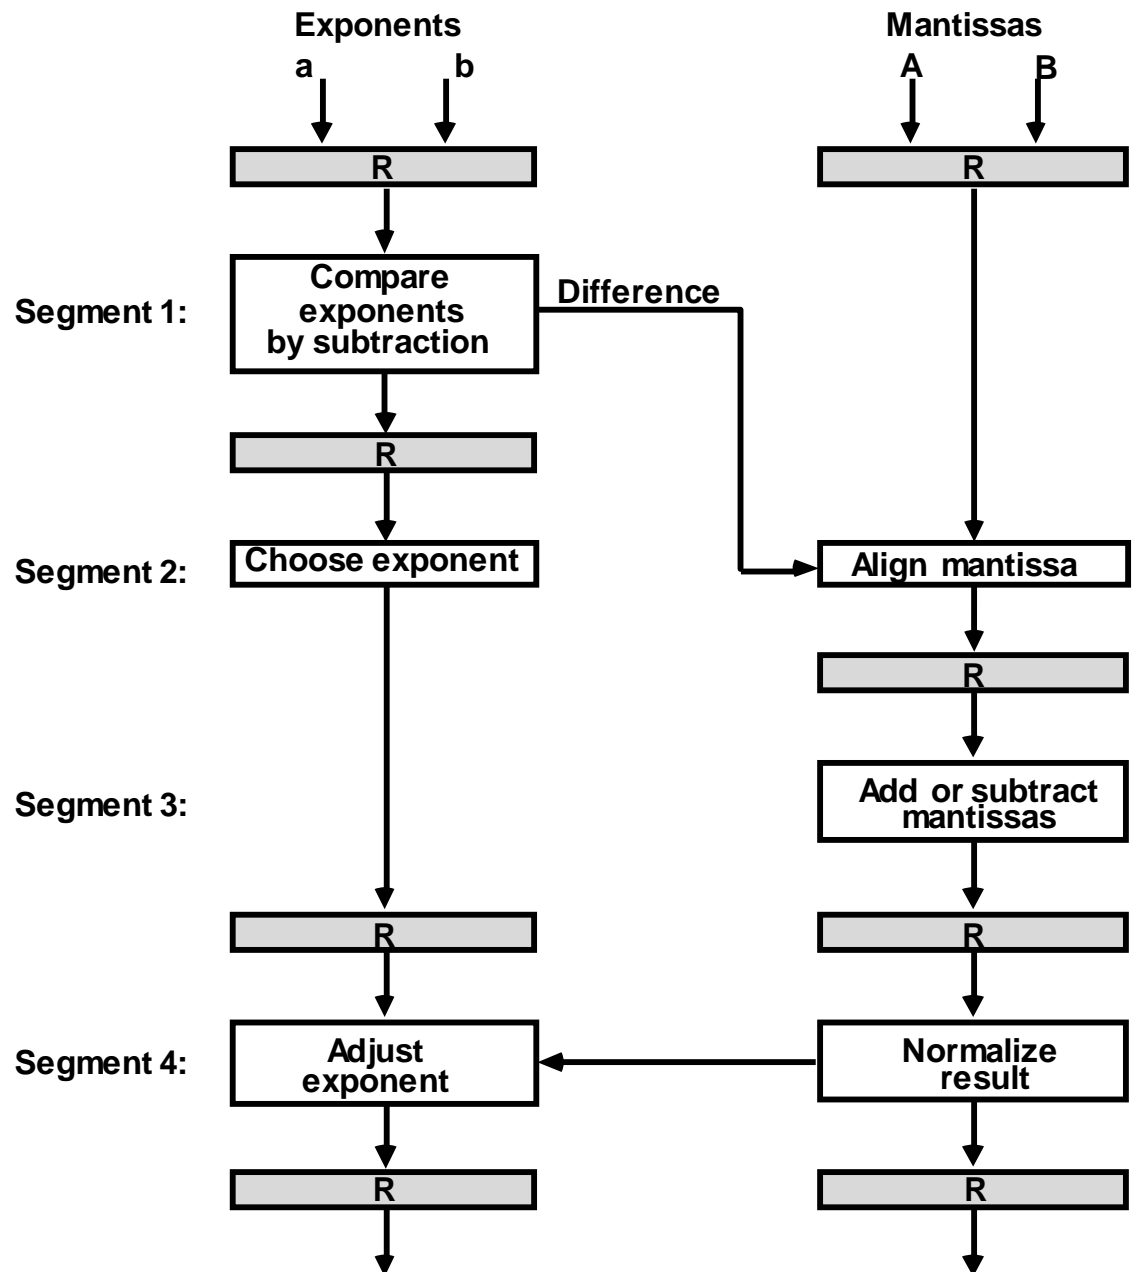 Exponents
Mantissas
a
b
A
B
R
R
Segment 1:
Compare
exponents
by subtraction
Difference
R
Segment 2:
Choose exponent
Align mantissa
R
Segment 3:
Add or subtract
mantissas
R
R
Segment 4:
Adjust
exponent
Normalize
result
R
R